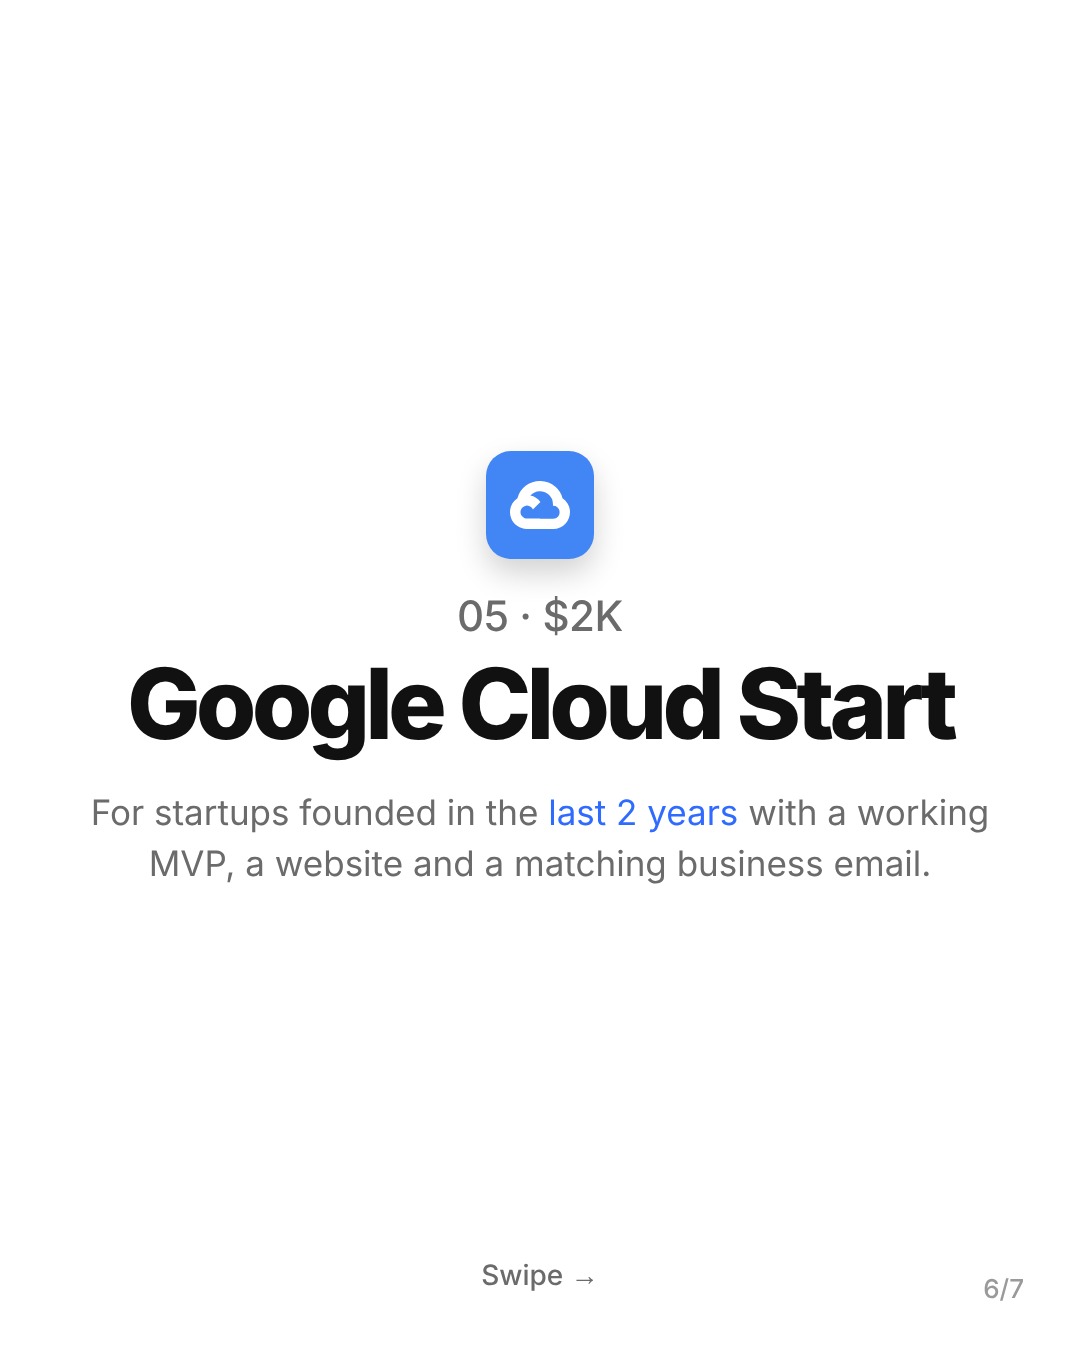 05 · $2K
Google Cloud Start
For startups founded in the last 2 years with a working
MVP, a website and a matching business email.
Swipe →
6/7